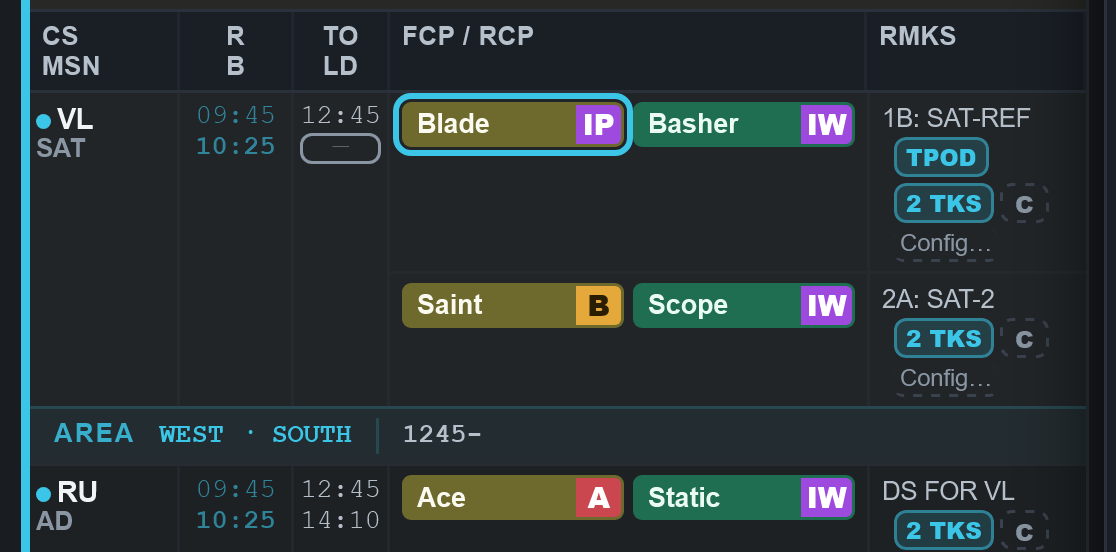 CS R TO FCP / RCP RMKS
MSN B LD
VL 09:45 12:45 Blade IP Basher IW 1B: SAT-REF
SAT 10:25 — TPOD
2 TKS C
Config…
Saint B Scope IW 2A: SAT-2
2 TKS C
Config…
AREA WEST · SOUTH 1245-
RU 09:45 12:45 Ace A Static IW DS FOR VL
AD 10:25 14:10 2 TKS C